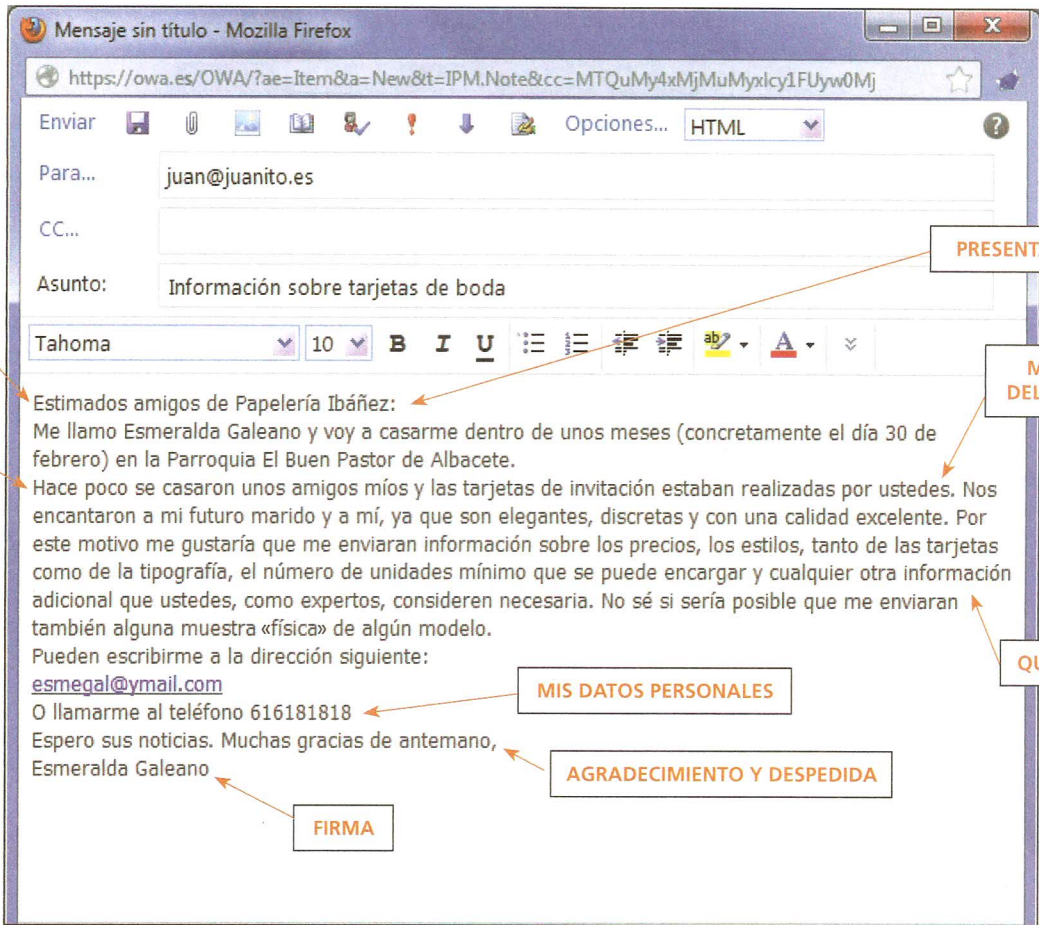 Mensaje sin título - Mozilla Firefox
https://owa.es/OWA/?ae=Item&a=New&t=IPM.Note&cc=MTQuMy4xMjMuMyxlcy1FUyw0Mj
Enviar Opciones... HTML
Para... juan@juanito.es
CC...
PRESENT
Asunto: Información sobre tarjetas de boda
Tahoma 10 B I U ab A
M
DEL
Estimados amigos de Papelería Ibáñez:
Me llamo Esmeralda Galeano y voy a casarme dentro de unos meses (concretamente el día 30 de
febrero) en la Parroquia El Buen Pastor de Albacete.
Hace poco se casaron unos amigos míos y las tarjetas de invitación estaban realizadas por ustedes. Nos
encantaron a mi futuro marido y a mí, ya que son elegantes, discretas y con una calidad excelente. Por
este motivo me gustaría que me enviaran información sobre los precios, los estilos, tanto de las tarjetas
como de la tipografía, el número de unidades mínimo que se puede encargar y cualquier otra información
adicional que ustedes, como expertos, consideren necesaria. No sé si sería posible que me enviaran
también alguna muestra «física» de algún modelo.
QU
Pueden escribirme a la dirección siguiente:
esmegal@ymail.com
MIS DATOS PERSONALES
O llamarme al teléfono 616181818
Espero sus noticias. Muchas gracias de antemano,
AGRADECIMIENTO Y DESPEDIDA
Esmeralda Galeano
FIRMA